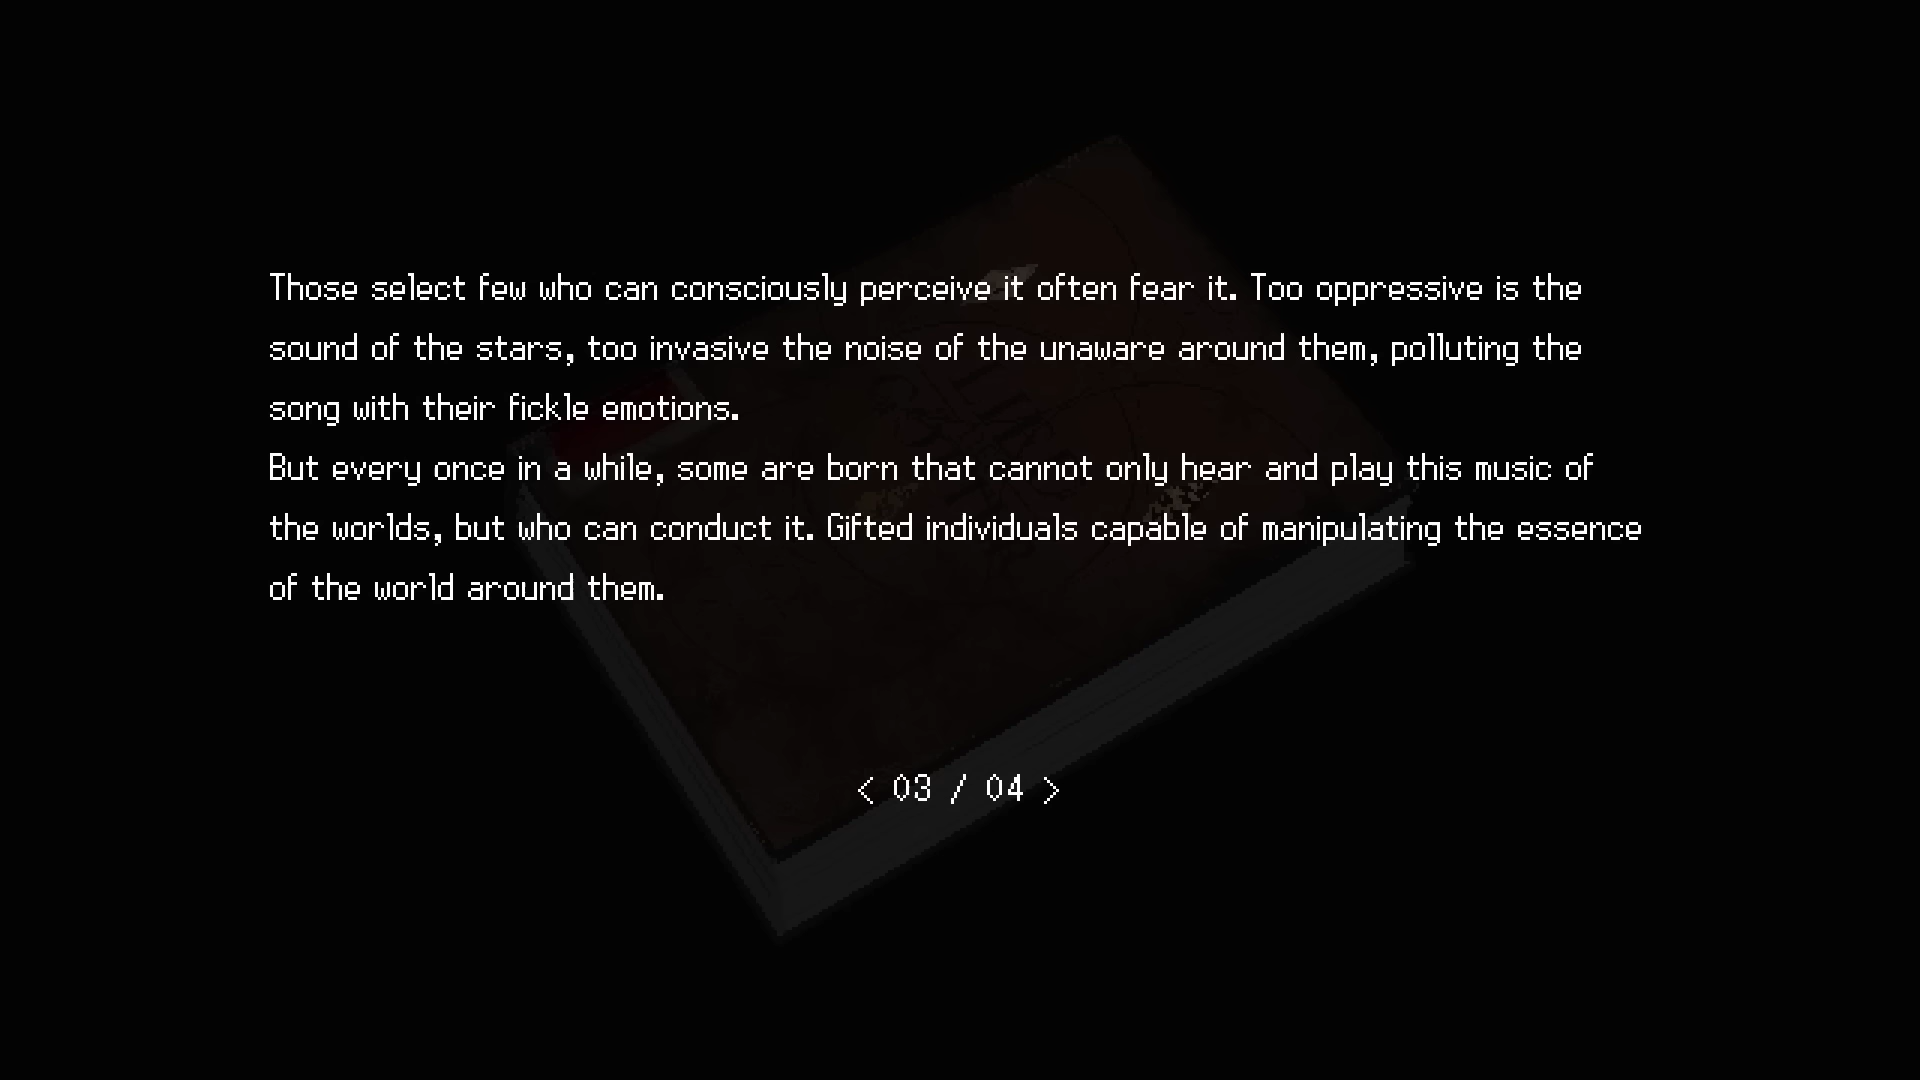 Those select few who can consciously perceive it often fear it. Too oppressive is the
sound of the stars, too invasive the noise of the unaware around them, polluting the
song with their fickle emotions.
But every once in a while, some are born that cannot only hear and play this music of
the worlds, but who can conduct it. Gifted individuals capable of manipulating the essence
of the world around them.
< 03 / 04 >